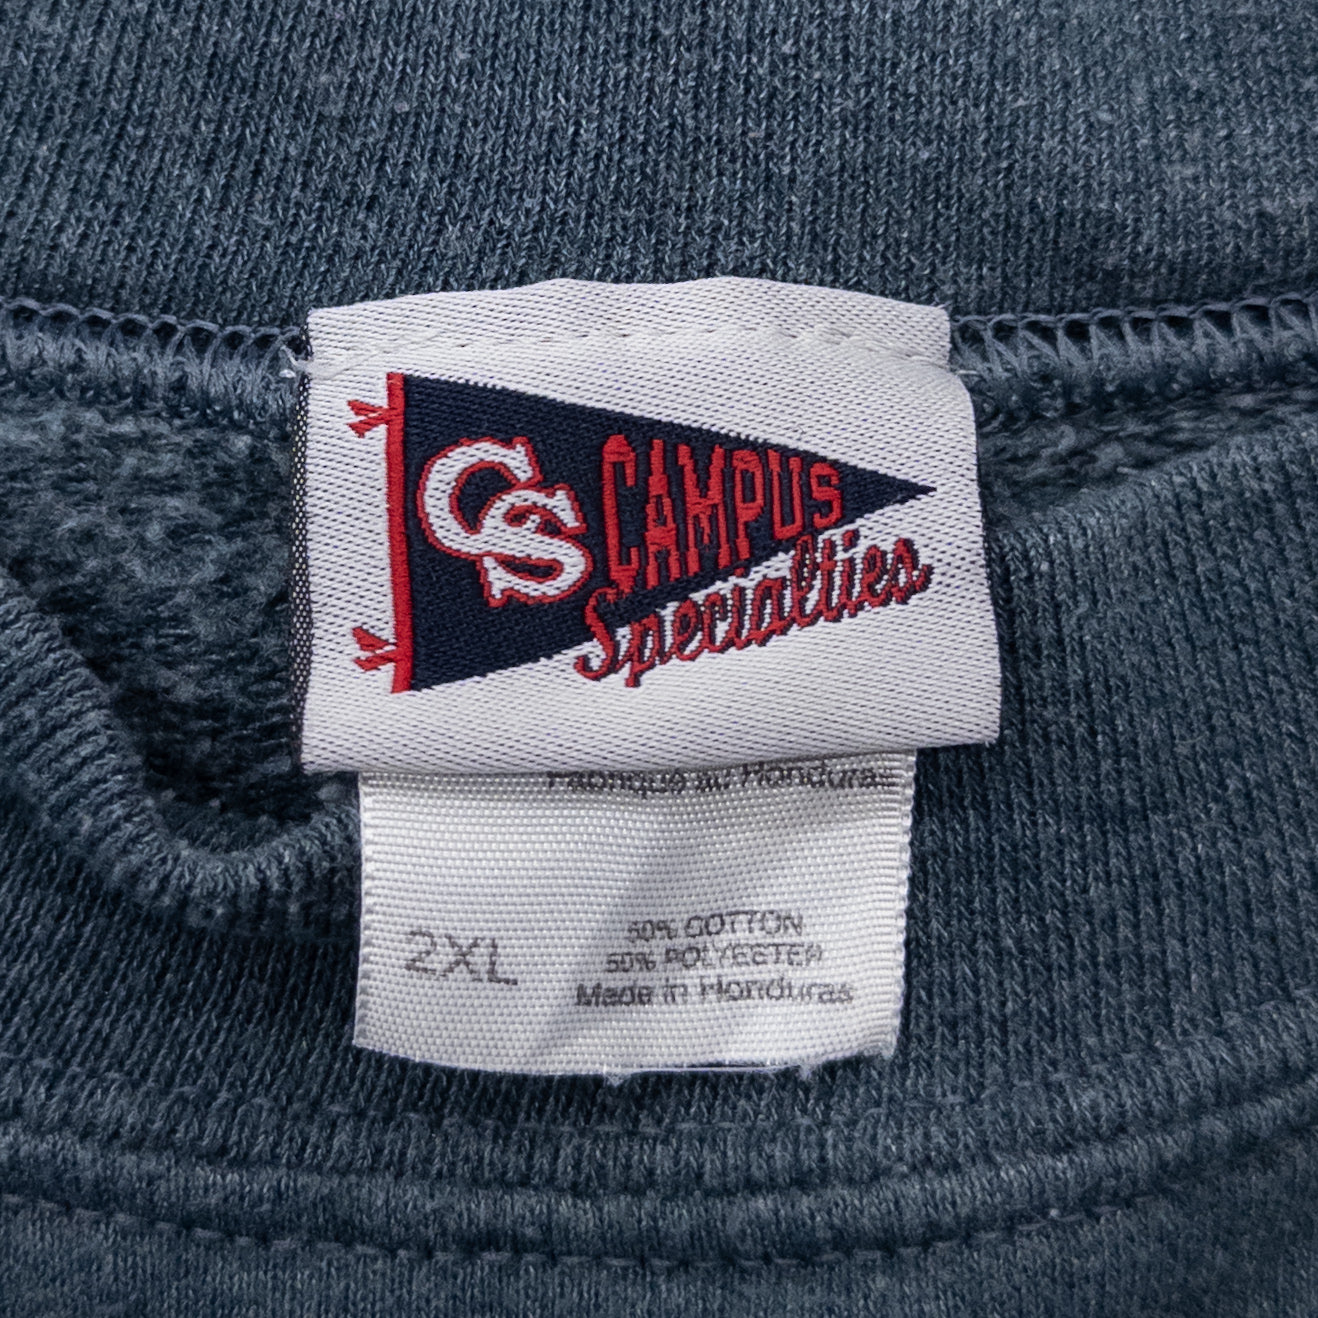 CS CAMPUS
Specialties
Fabriqué au Honduras
2XL
50% COTTON
50% POLYESTER
Made in Honduras